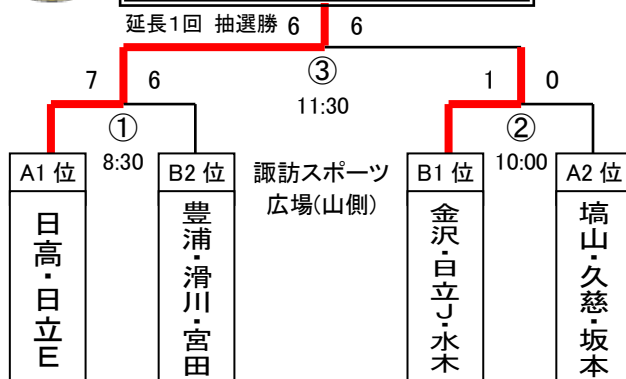 延長1回 抽選勝 6 6
③
11:30
7 6
①
8:30
1 0
②
10:00
諏訪スポーツ
広場(山側)
A1 位
B2 位
B1 位
A2 位
日高・日立E
豊浦・滑川・宮田
金沢・日立J・水木
塙山・久慈・坂本